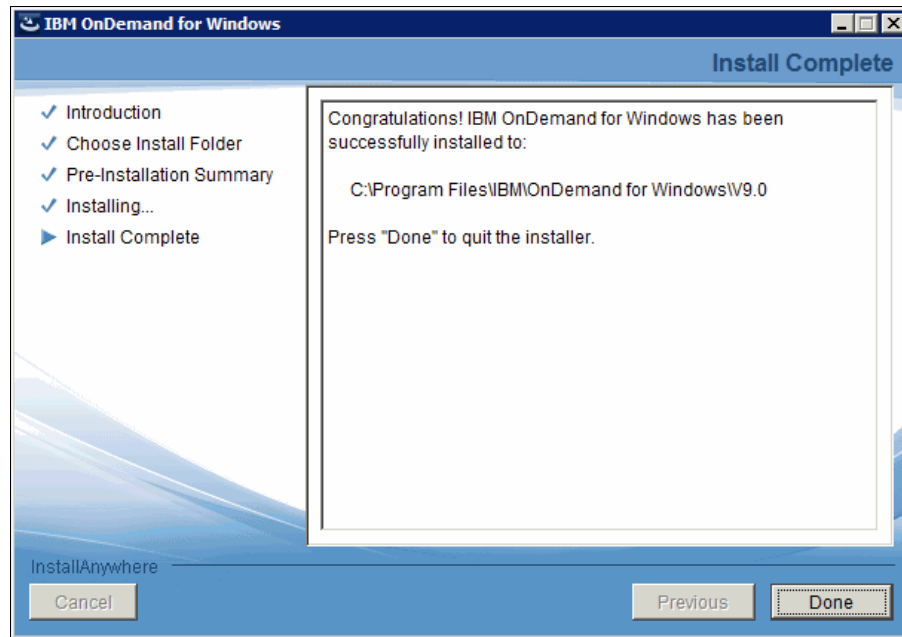 IBM OnDemand for Windows
Install Complete
Introduction
Choose Install Folder
Pre-Installation Summary
Installing...
Install Complete
Congratulations! IBM OnDemand for Windows has been
successfully installed to:
C:\Program Files\IBM\OnDemand for Windows\V9.0
Press "Done" to quit the installer.
InstallAnywhere
Cancel
Previous
Done